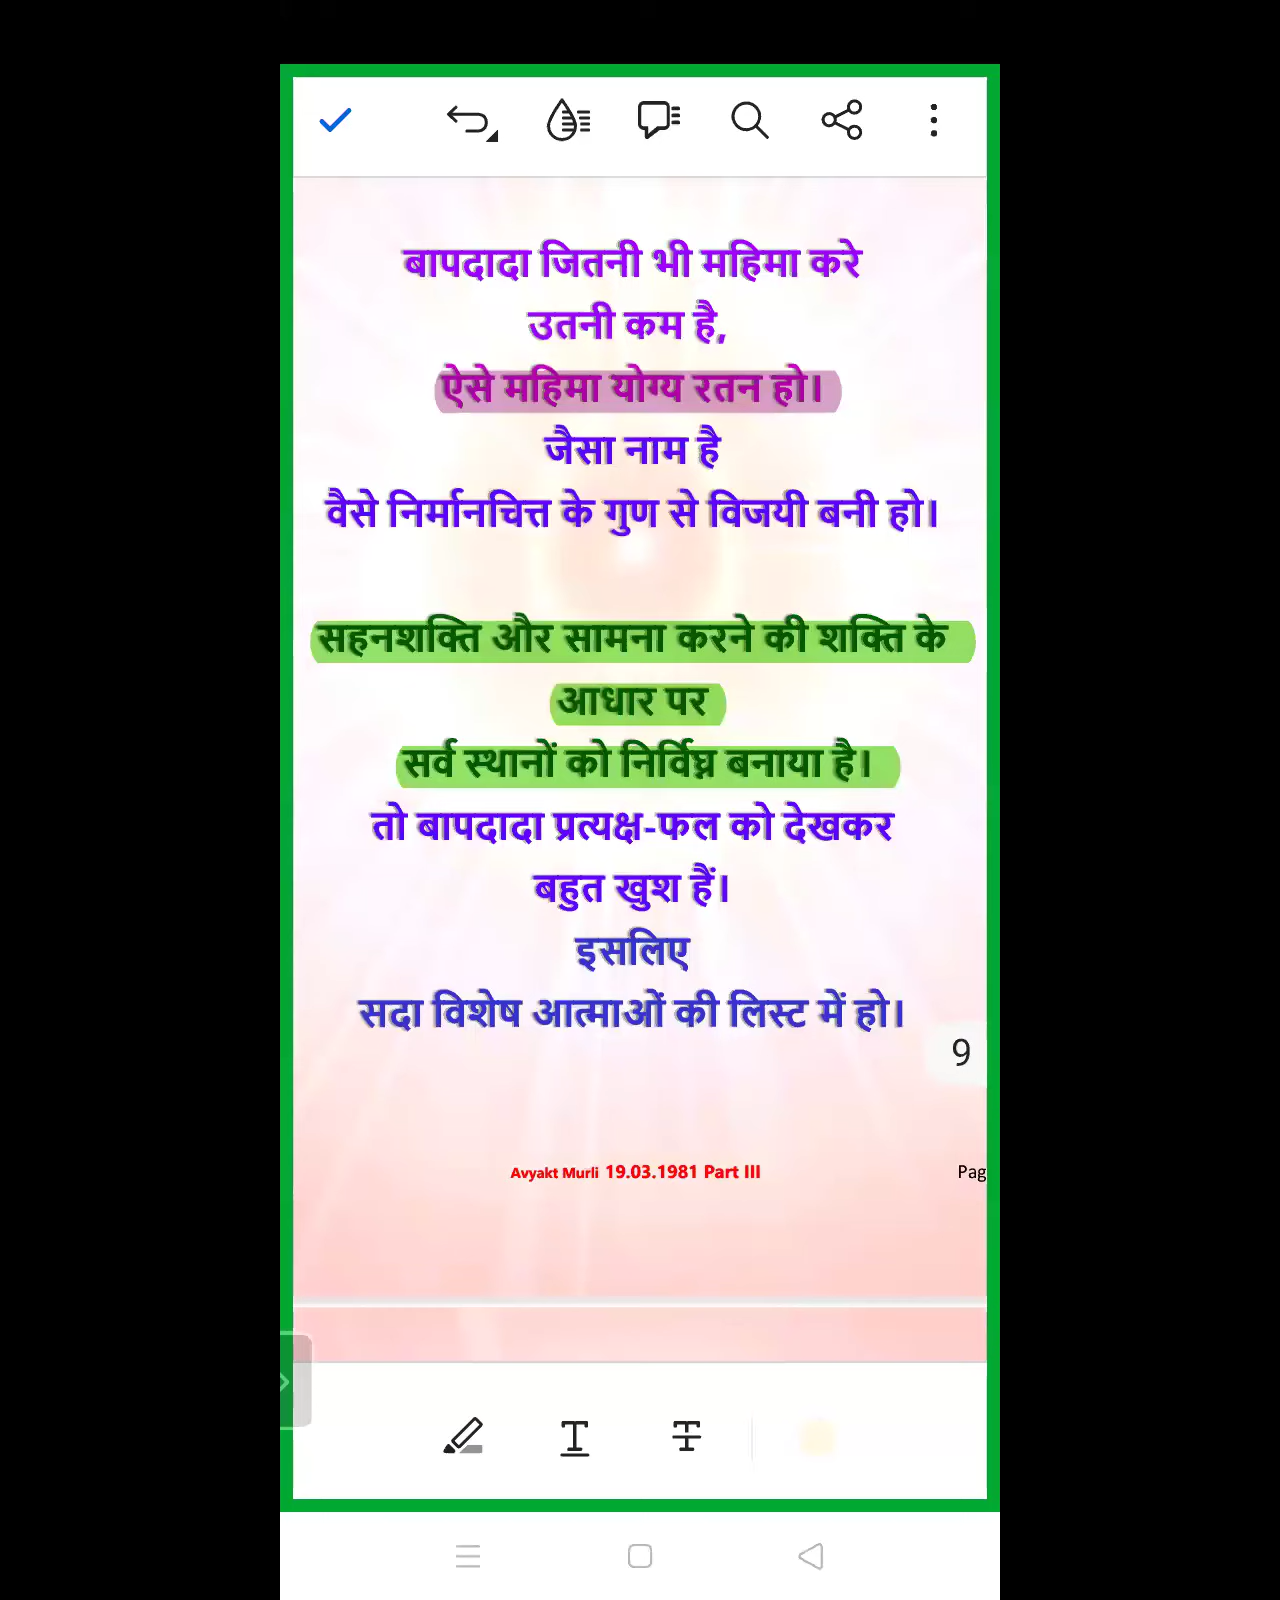 बापदादा जितनी भी महिमा करे
उतनी कम है,
ऐसे महिमा योग्य रतन हो।
जैसा नाम है
वैसे निर्मानचित्त के गुण से विजयी बनी हो।
सहनशक्ति और सामना करने की शक्ति के
आधार पर
सर्व स्थानों को निर्विघ्न बनाया है।
तो बापदादा प्रत्यक्ष-फल को देखकर
बहुत खुश हैं।
इसलिए
सदा विशेष आत्माओं की लिस्ट में हो।
9
Avyakt Murli 19.03.1981 Part III
Pag